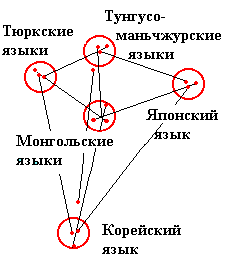 Тунгусо-
Тюркские маньчжурские
языки языки
Японский
язык
Монгольские
языки
Корейский
язык